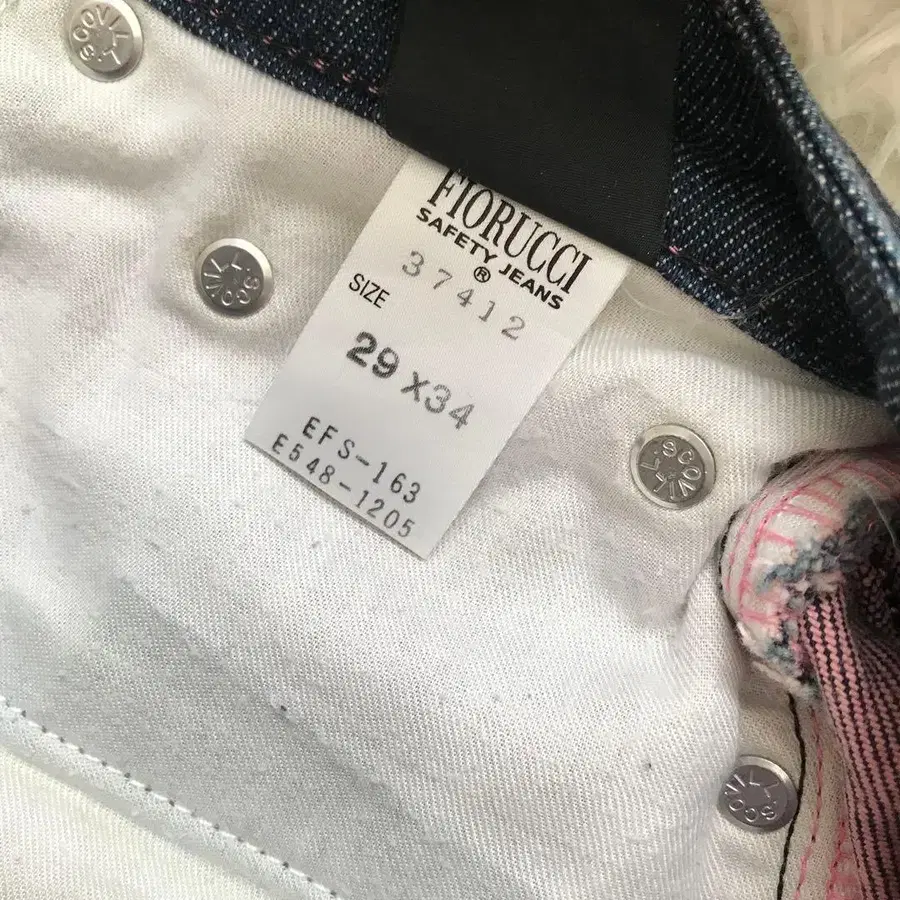 FIORUCCI
SAFETY JEANS
®
37412
SIZE
29 X34
EFS-163
E548-1205
L.SCOVILL
L.SCOVILL
L.SCOVILL
L.SCOVILL